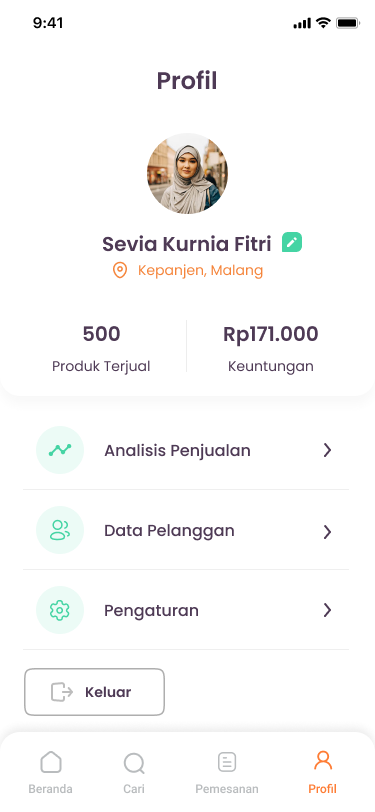 9:41
Profil
Sevia Kurnia Fitri
Kepanjen, Malang
500
Rp171.000
Produk Terjual
Keuntungan
Analisis Penjualan
Data Pelanggan
Pengaturan
Keluar
Beranda
Cari
Pemesanan
Profil